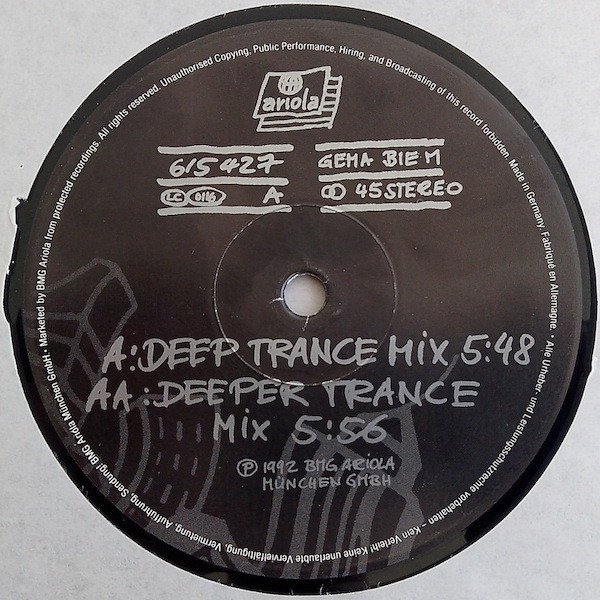 ariola
615 427
GEMA BIEM
LC 0116 A
45 STEREO
A: DEEP TRANCE MIX 5:48
AA: DEEPER TRANCE
MIX 5:56
℗ 1992 BMG ARIOLA
MÜNCHEN GMBH
Marketed by BMG Ariola from protected recordings. All rights reserved. Unauthorised Copying, Public Performance, Hiring, and Broadcasting of this record forbidden. Made in Germany. Fabriqué en Allemagne. · Alle Urheber- und Leistungsschutzrechte vorbehalten – Kein Verleih! Keine unerlaubte Vervielfältigung, Vermietung, Aufführung, Sendung! BMG Ariola München GmbH ·